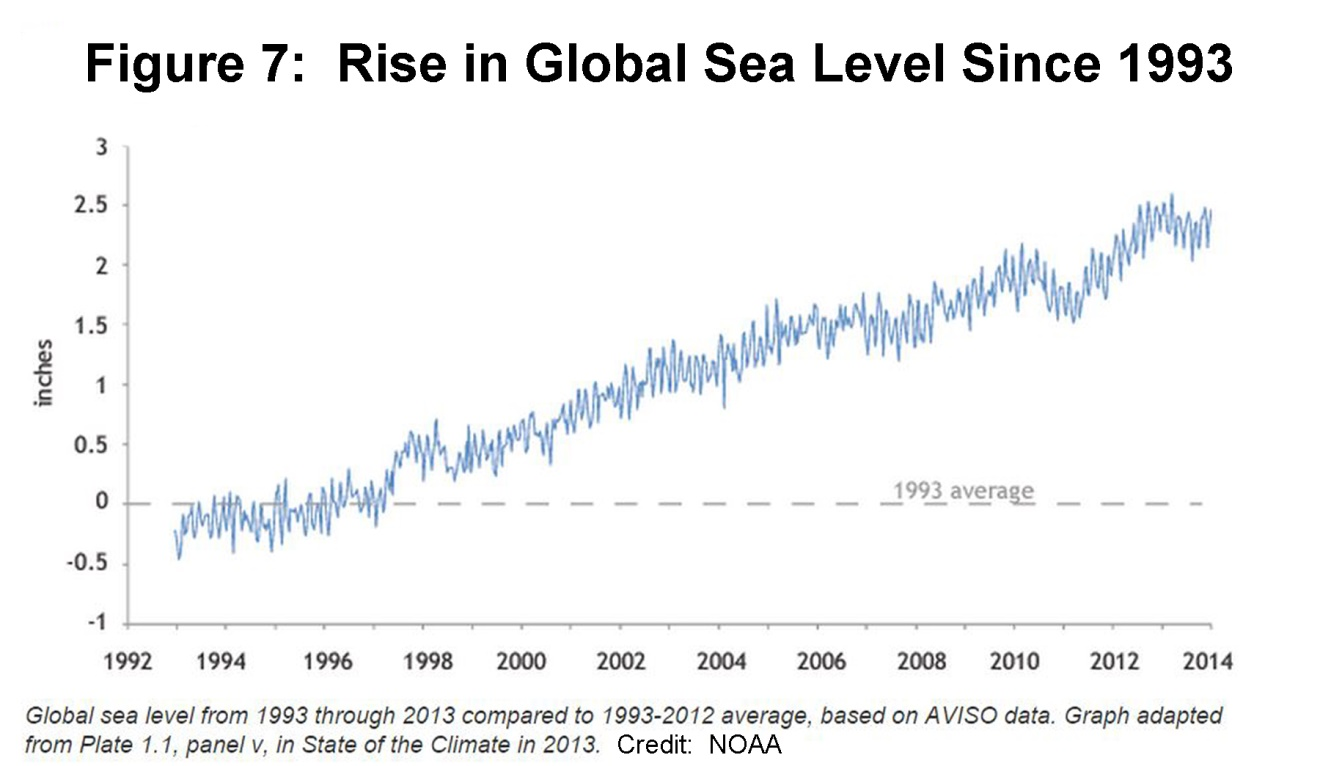 Figure 7: Rise in Global Sea Level Since 1993
3
2.5
2
1.5
1
0.5
0
-0.5
-1
inches
1993 average
1992 1994 1996 1998 2000 2002 2004 2006 2008 2010 2012 2014
Global sea level from 1993 through 2013 compared to 1993-2012 average, based on AVISO data. Graph adapted
from Plate 1.1, panel v, in State of the Climate in 2013. Credit: NOAA